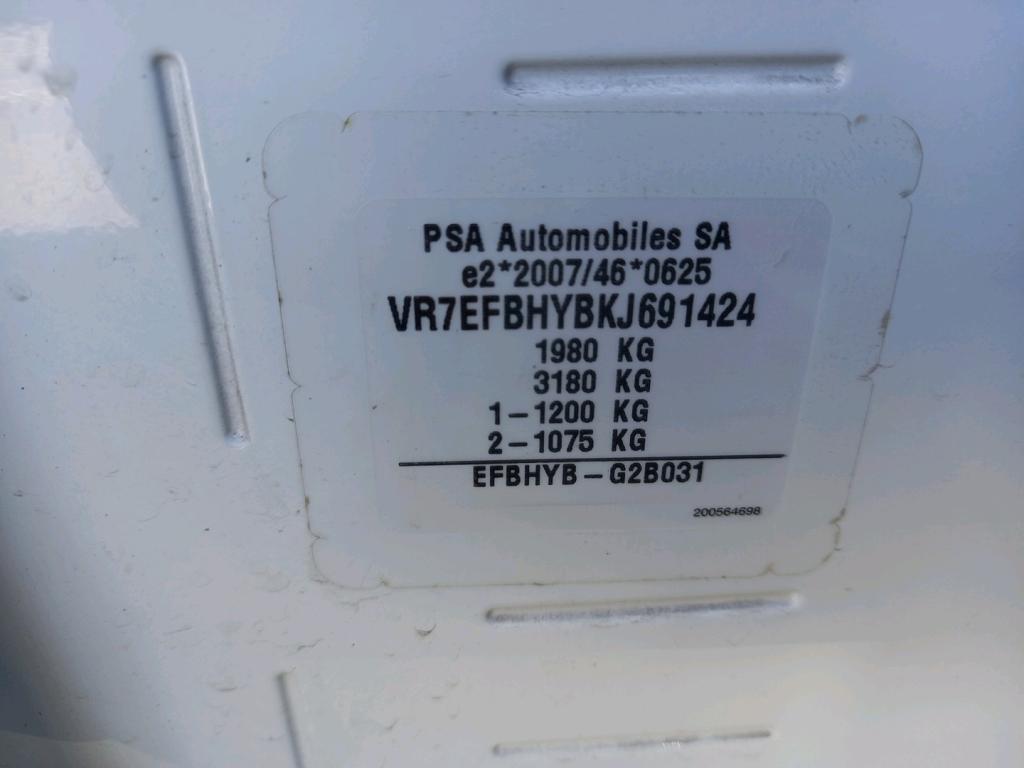 PSA Automobiles SA
e2*2007/46*0625
VR7EFBHYBKJ691424
1980 KG
3180 KG
1-1200 KG
2-1075 KG
EFBHYB-G2B031
200564698